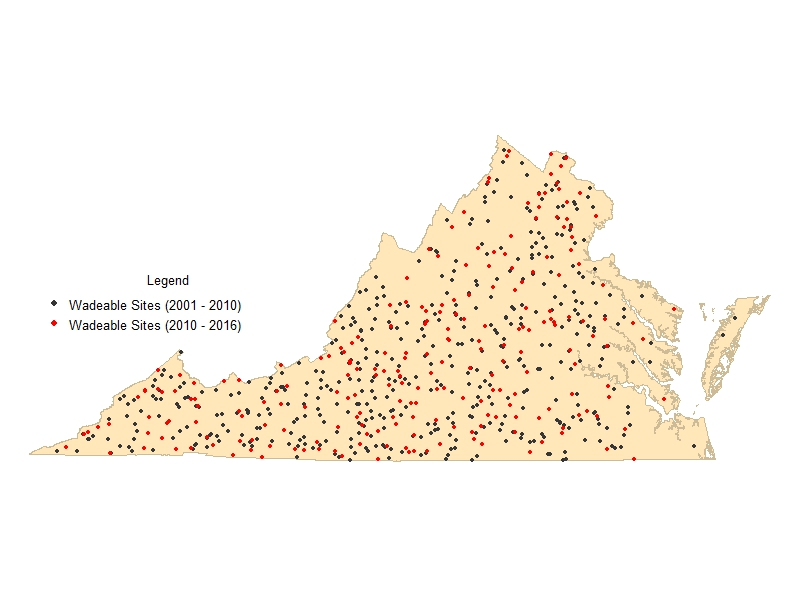 Legend
Wadeable Sites (2001 - 2010)
Wadeable Sites (2010 - 2016)